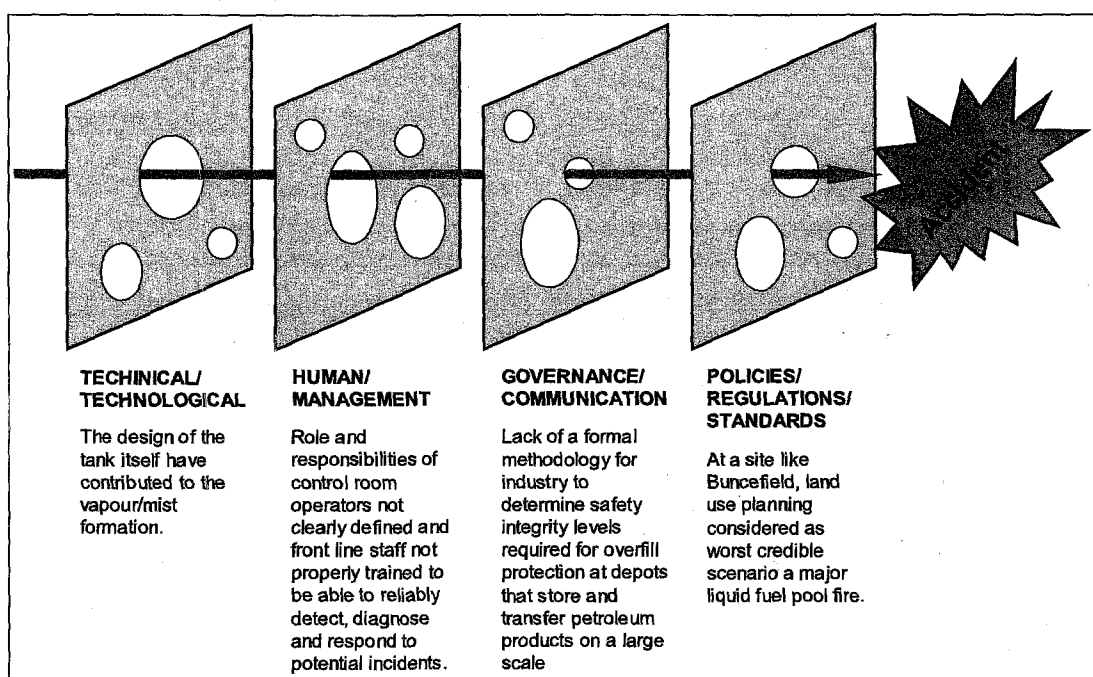 TECHINICAL/
TECHNOLOGICAL
The design of the
tank itself have
contributed to the
vapour/mist
formation.
HUMAN/
MANAGEMENT
Role and
responsibilities of
control room
operators not
clearly defined and
front line staff not
properly trained to
be able to reliably
detect, diagnose
and respond to
potential incidents.
GOVERNANCE/
COMMUNICATION
Lack of a formal
methodology for
industry to
determine safety
integrity levels
required for overfill
protection at depots
that store and
transfer petroleum
products on a large
scale
POLICIES/
REGULATIONS/
STANDARDS
At a site like
Buncefield, land
use planning
considered as
worst credible
scenario a major
liquid fuel pool fire.